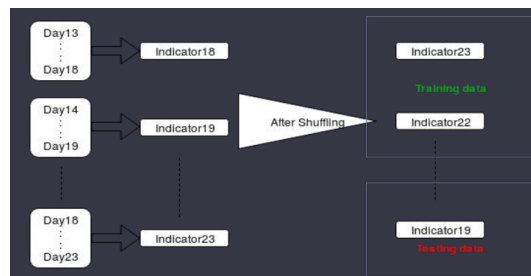 Day13
Day18
Indicator18
Indicator23
Training data
Day14
Day19
Indicator19
After Shuffling
Indicator22
Day18
Day23
Indicator23
Indicator19
Testing data